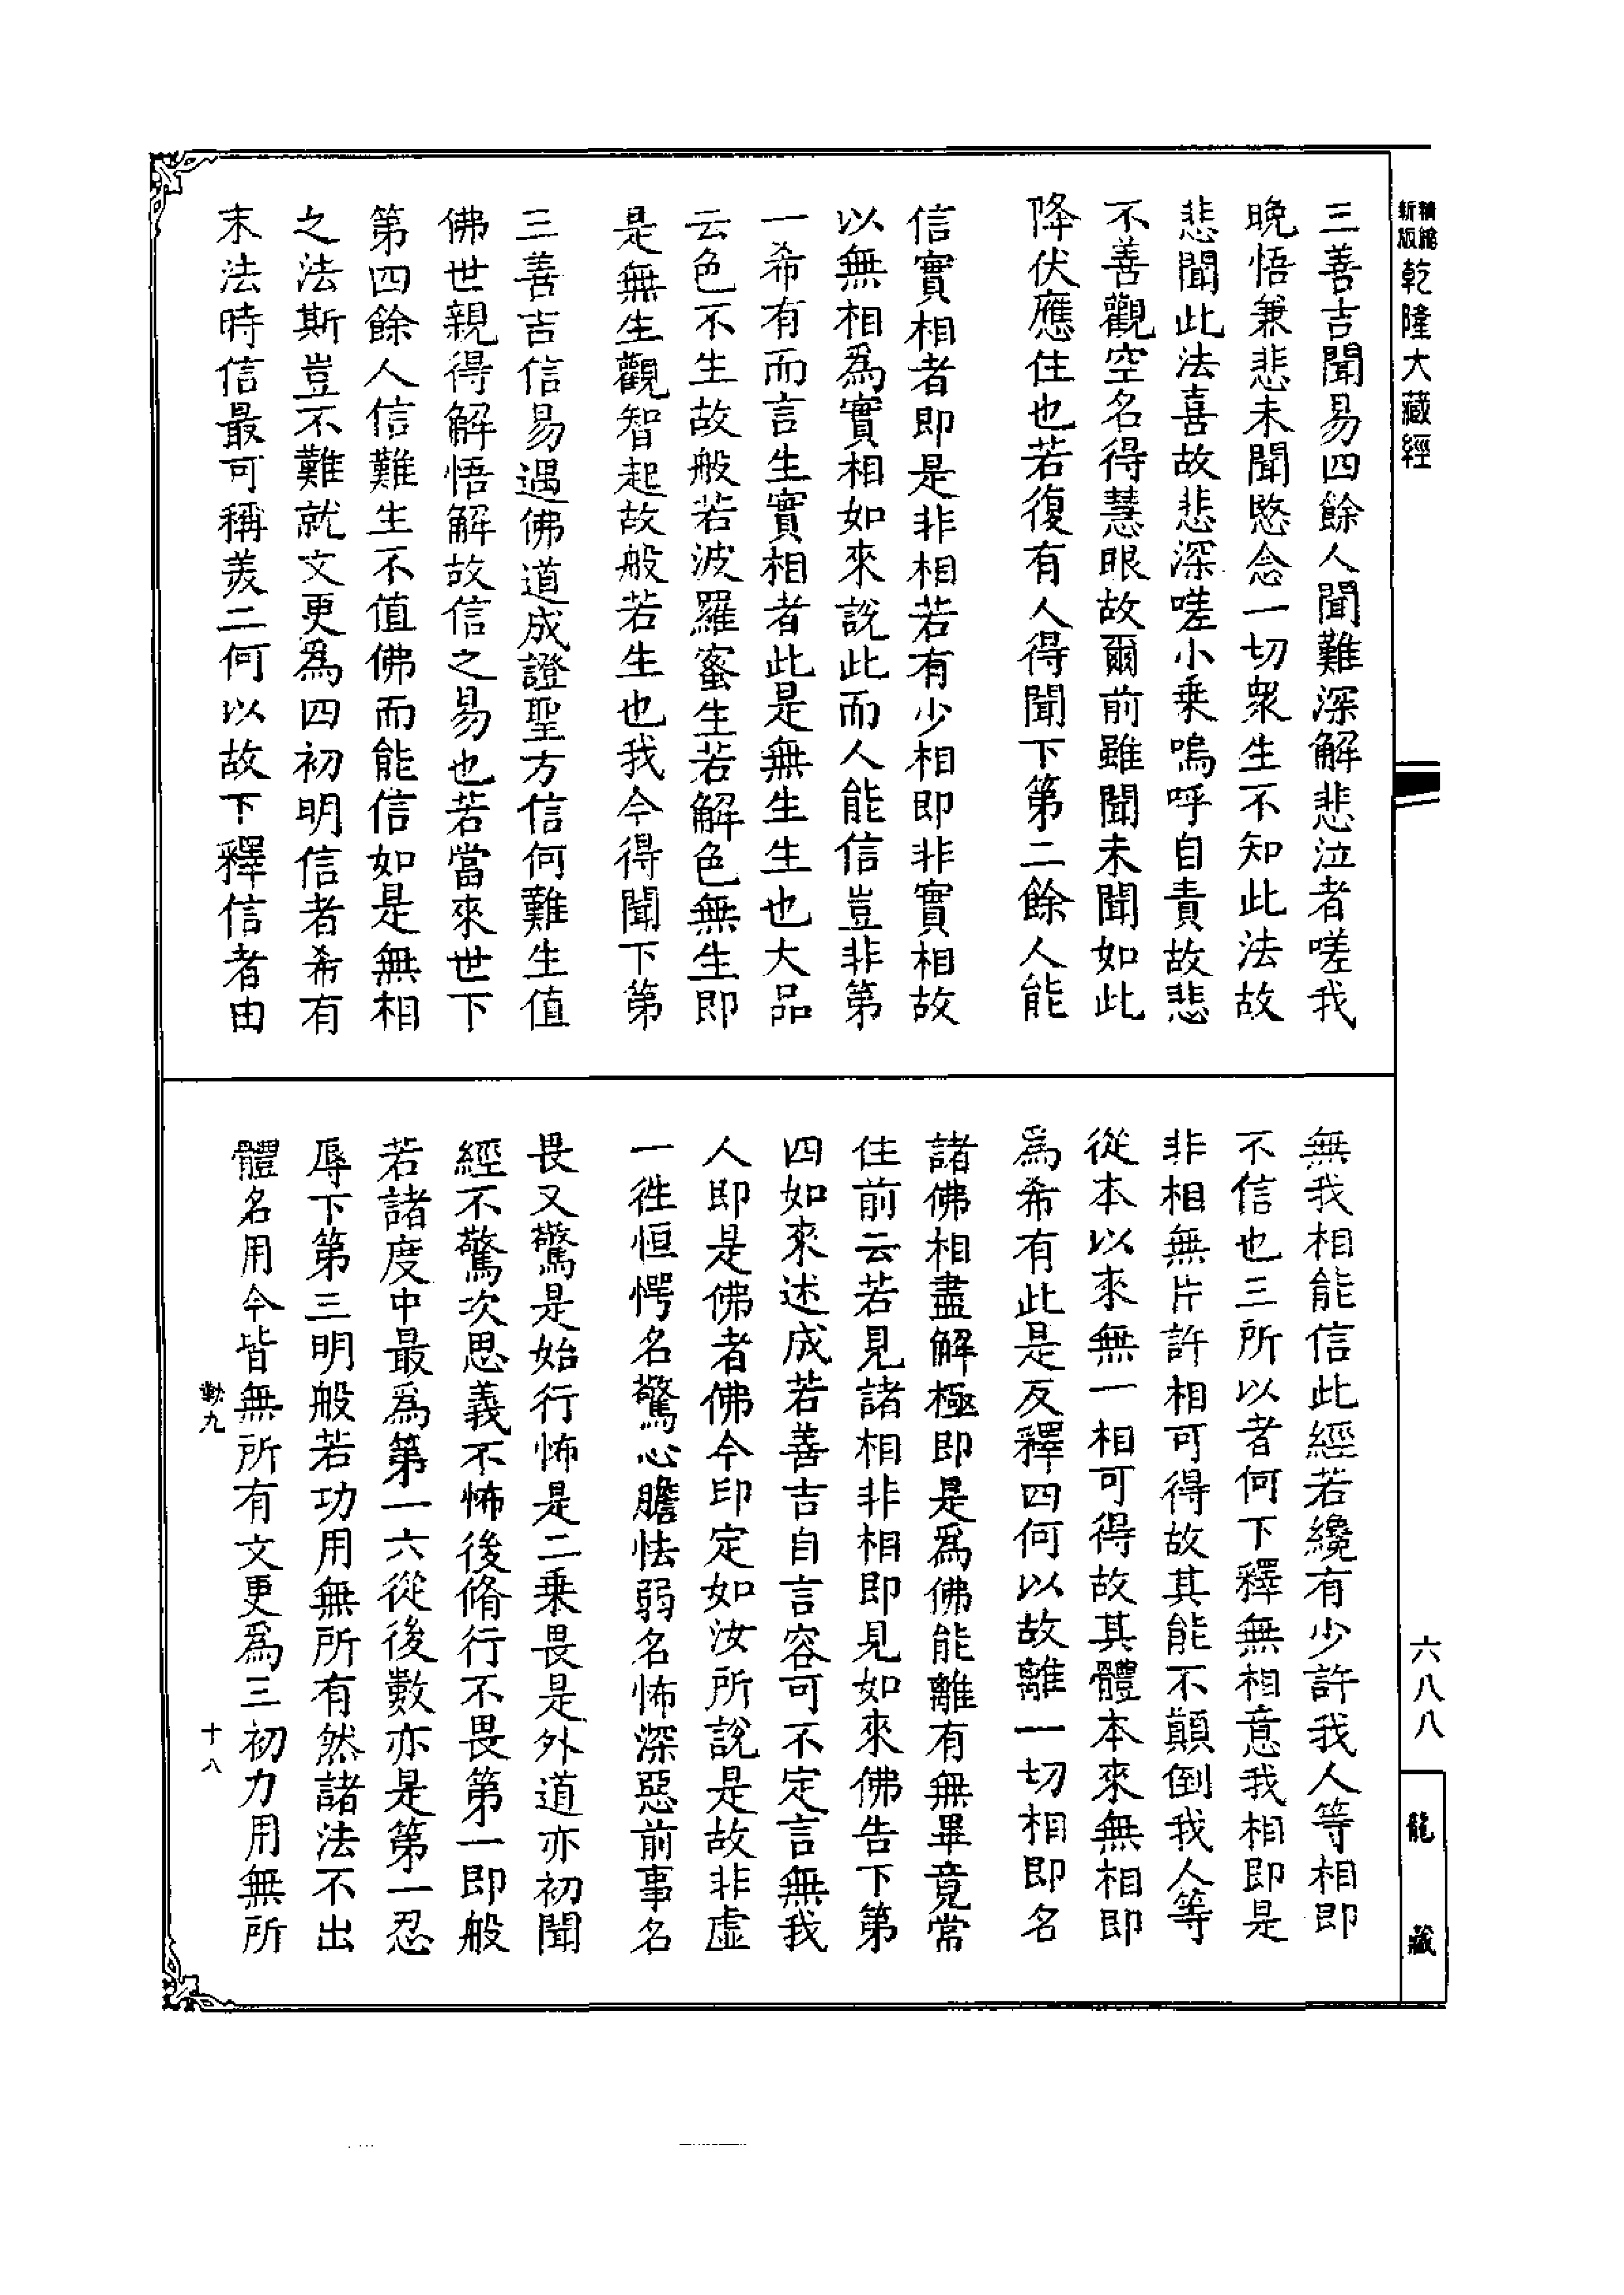 精縮新版乾隆大藏經
三善吉聞易四餘人聞難深解悲泣者嗟我
晚悟兼悲未聞愍念一切衆生不知此法故
悲聞此法喜故悲深嗟小乗嗚呼自責故悲
不善觀空名得慧眼故爾前雖聞未聞如此
降伏應住也若復有人得聞下第二餘人能
信實相者即是非相若有少相即非實相故
以無相爲實相如來說此而人能信豈非第
一希有而言生實相者此是無生生也大品
云色不生故般若波羅蜜生若解色無生即
是無生觀智起故般若生也我今得聞下第
三善吉信易遇佛道成證聖方信何難生值
佛世親得解悟解故信之易也若當來世下
第四餘人信難生不值佛而能信如是無相
之法斯豈不難就文更爲四初明信者希有
末法時信最可稱羙二何以故下釋信者由
無我相能信此經若纔有少許我人等相即
不信也三所以者何下釋無相意我相即是
非相無片許相可得故其能不顛倒我人等
從本以來無一相可得故其體本來無相即
爲希有此是反釋四何以故離一切相即名
諸佛相盡解極即是爲佛能離有無畢竟常
住前云若見諸相非相即見如來佛告下第
四如來述成若善吉自言容可不定言無我
人即是佛者佛今印定如汝所說是故非虛
一徃恒愕名驚心膽怯弱名怖深惡前事名
畏又驚是始行怖是二乗畏是外道亦初聞
經不驚次思義不怖後脩行不畏第一即般
若諸度中最爲第一六從後數亦是第一忍
辱下第三明般若功用無所有然諸法不出
體名用今皆無所有文更爲三初力用無所
勤九
十八
六八八
龍藏